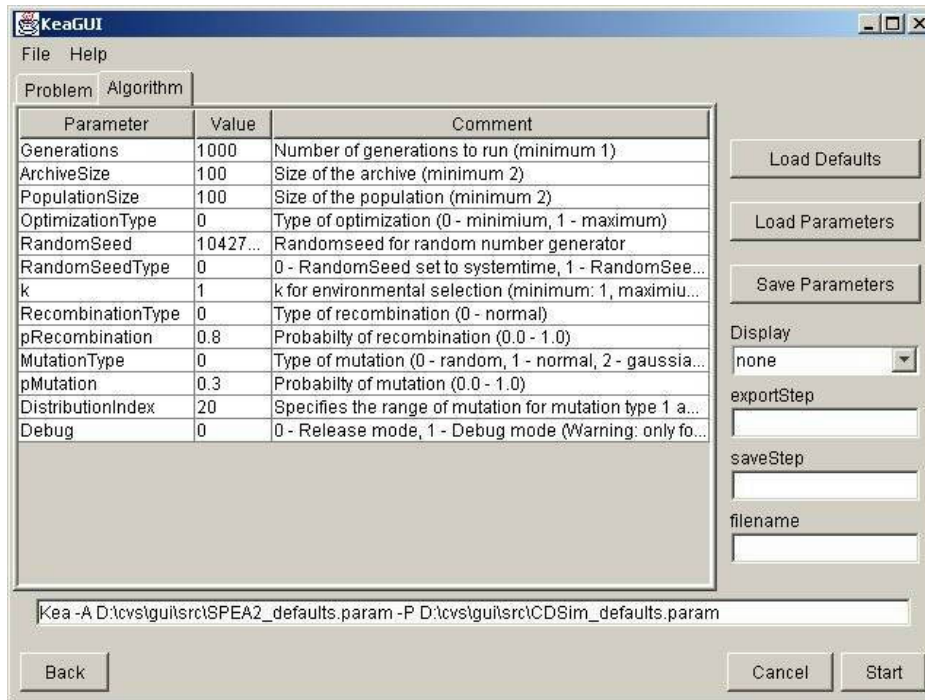 KeaGUI
File Help
Problem Algorithm
Parameter Value Comment
Generations 1000 Number of generations to run (minimum 1)
ArchiveSize 100 Size of the archive (minimum 2)
PopulationSize 100 Size of the population (minimum 2)
OptimizationType 0 Type of optimization (0 - minimium, 1 - maximum)
RandomSeed 10427... Randomseed for random number generator
RandomSeedType 0 0 - RandomSeed set to systemtime, 1 - RandomSee...
k 1 k for environmental selection (minimum: 1, maximiu...
RecombinationType 0 Type of recombination (0 - normal)
pRecombination 0.8 Probabilty of recombination (0.0 - 1.0)
MutationType 0 Type of mutation (0 - random, 1 - normal, 2 - gaussia...
pMutation 0.3 Probabilty of mutation (0.0 - 1.0)
DistributionIndex 20 Specifies the range of mutation for mutation type 1 a...
Debug 0 0 - Release mode, 1 - Debug mode (Warning: only fo...
Load Defaults
Load Parameters
Save Parameters
Display
none
exportStep
saveStep
filename
Kea -A D:\cvs\gui\src\SPEA2_defaults.param -P D:\cvs\gui\src\CDSim_defaults.param
Back Cancel Start